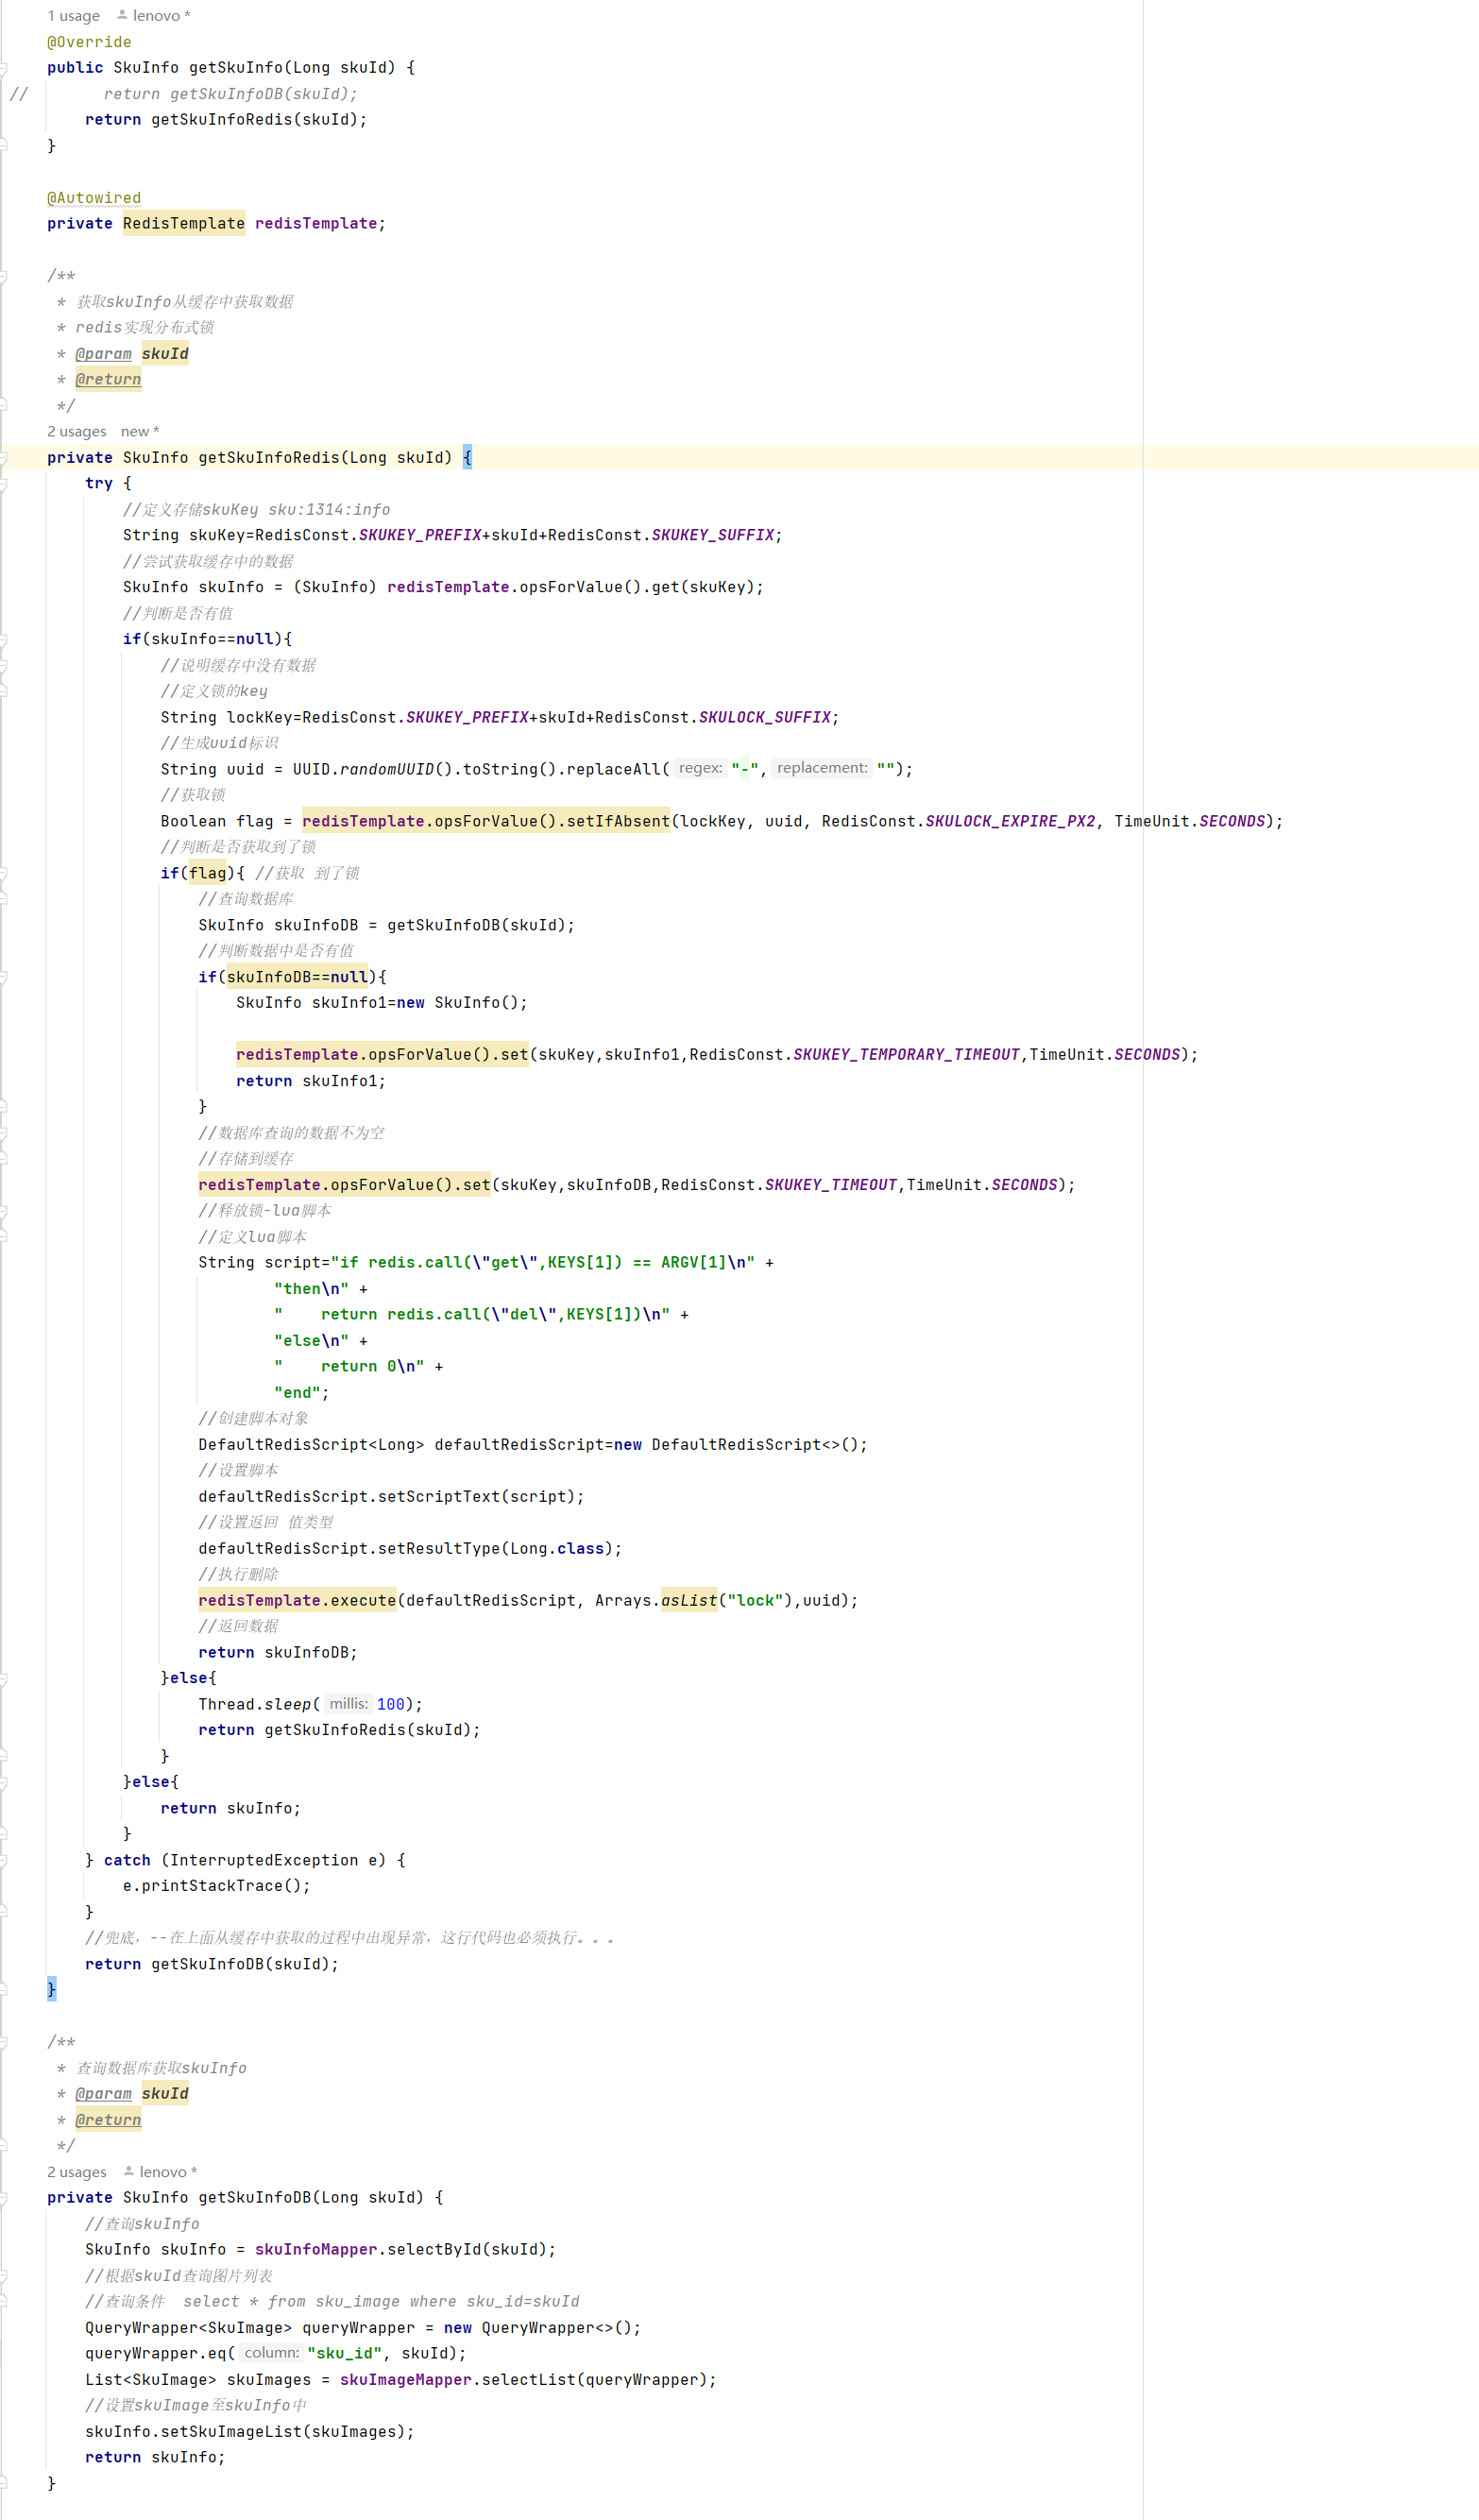 1 usage   lenovo *
@Override
public SkuInfo getSkuInfo(Long skuId) {
//        return getSkuInfoDB(skuId);
    return getSkuInfoRedis(skuId);
}
@Autowired
private RedisTemplate redisTemplate;
/**
 * 获取skuInfo从缓存中获取数据
 * redis实现分布式锁
 * @param skuId
 * @return
 */
2 usages   new *
private SkuInfo getSkuInfoRedis(Long skuId) {
    try {
        //定义存储skuKey sku:1314:info
        String skuKey=RedisConst.SKUKEY_PREFIX+skuId+RedisConst.SKUKEY_SUFFIX;
        //尝试获取缓存中的数据
        SkuInfo skuInfo = (SkuInfo) redisTemplate.opsForValue().get(skuKey);
        //判断是否有值
        if(skuInfo==null){
            //说明缓存中没有数据
            //定义锁的key
            String lockKey=RedisConst.SKUKEY_PREFIX+skuId+RedisConst.SKULOCK_SUFFIX;
            //生成uuid标识
            String uuid = UUID.randomUUID().toString().replaceAll( regex: "-", replacement: "");
            //获取锁
            Boolean flag = redisTemplate.opsForValue().setIfAbsent(lockKey, uuid, RedisConst.SKULOCK_EXPIRE_PX2, TimeUnit.SECONDS);
            //判断是否获取到了锁
            if(flag){ //获取 到了锁
                //查询数据库
                SkuInfo skuInfoDB = getSkuInfoDB(skuId);
                //判断数据中是否有值
                if(skuInfoDB==null){
                    SkuInfo skuInfo1=new SkuInfo();
                    redisTemplate.opsForValue().set(skuKey,skuInfo1,RedisConst.SKUKEY_TEMPORARY_TIMEOUT,TimeUnit.SECONDS);
                    return skuInfo1;
                }
                //数据库查询的数据不为空
                //存储到缓存
                redisTemplate.opsForValue().set(skuKey,skuInfoDB,RedisConst.SKUKEY_TIMEOUT,TimeUnit.SECONDS);
                //释放锁-lua脚本
                //定义lua脚本
                String script="if redis.call(\"get\",KEYS[1]) == ARGV[1]\n" +
                        "then\n" +
                        "    return redis.call(\"del\",KEYS[1])\n" +
                        "else\n" +
                        "    return 0\n" +
                        "end";
                //创建脚本对象
                DefaultRedisScript<Long> defaultRedisScript=new DefaultRedisScript<>();
                //设置脚本
                defaultRedisScript.setScriptText(script);
                //设置返回 值类型
                defaultRedisScript.setResultType(Long.class);
                //执行删除
                redisTemplate.execute(defaultRedisScript, Arrays.asList("lock"),uuid);
                //返回数据
                return skuInfoDB;
            }else{
                Thread.sleep( millis: 100);
                return getSkuInfoRedis(skuId);
            }
        }else{
            return skuInfo;
        }
    } catch (InterruptedException e) {
        e.printStackTrace();
    }
    //兜底，--在上面从缓存中获取的过程中出现异常，这行代码也必须执行。。。
    return getSkuInfoDB(skuId);
}
/**
 * 查询数据库获取skuInfo
 * @param skuId
 * @return
 */
2 usages   lenovo *
private SkuInfo getSkuInfoDB(Long skuId) {
    //查询skuInfo
    SkuInfo skuInfo = skuInfoMapper.selectById(skuId);
    //根据skuId查询图片列表
    //查询条件  select * from sku_image where sku_id=skuId
    QueryWrapper<SkuImage> queryWrapper = new QueryWrapper<>();
    queryWrapper.eq( column: "sku_id", skuId);
    List<SkuImage> skuImages = skuImageMapper.selectList(queryWrapper);
    //设置skuImage至skuInfo中
    skuInfo.setSkuImageList(skuImages);
    return skuInfo;
}